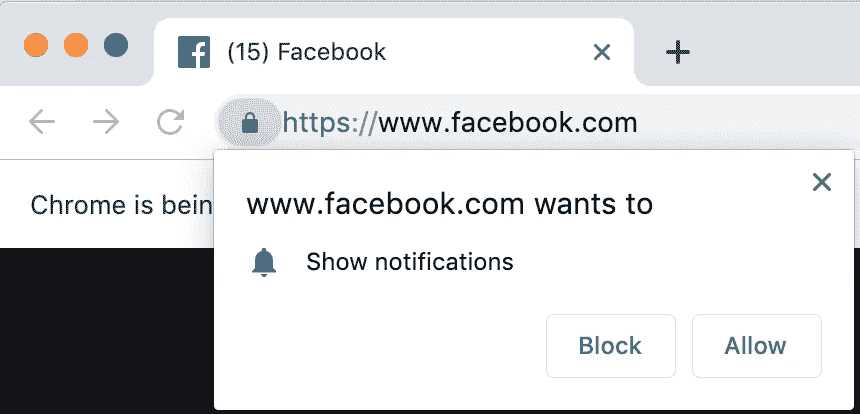 (15) Facebook
https://www.facebook.com
Chrome is bein
www.facebook.com wants to
Show notifications
Block
Allow